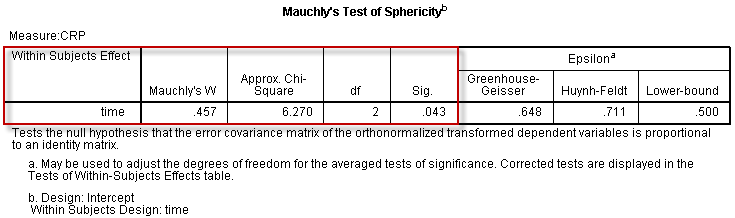 Mauchly's Test of Sphericityb
Measure:CRP
Within Subjects Effect
Mauchly's W
Approx. Chi-
Square
df
Sig.
Epsilona
Greenhouse-
Geisser
Huynh-Feldt
Lower-bound
time .457 6.270 2 .043 .648 .711 .500
Tests the null hypothesis that the error covariance matrix of the orthonormalized transformed dependent variables is proportional
to an identity matrix.
a. May be used to adjust the degrees of freedom for the averaged tests of significance. Corrected tests are displayed in the
Tests of Within-Subjects Effects table.
b. Design: Intercept
Within Subjects Design: time